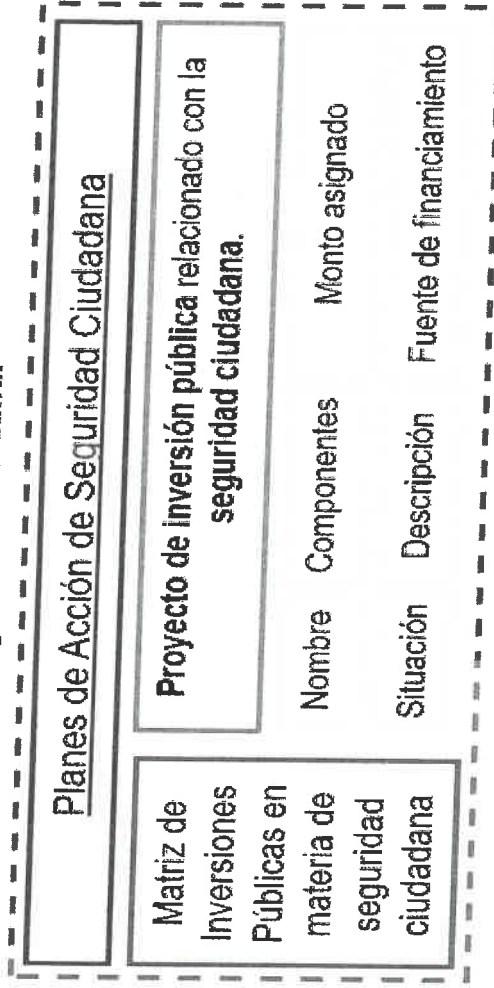 Planes de Acción de Seguridad Ciudadana
Matriz de
Inversiones
Públicas en
materia de
seguridad
ciudadana
Proyecto de inversión pública relacionado con la
seguridad ciudadana.
Nombre Componentes Monto asignado
Situación Descripción Fuente de financiamiento